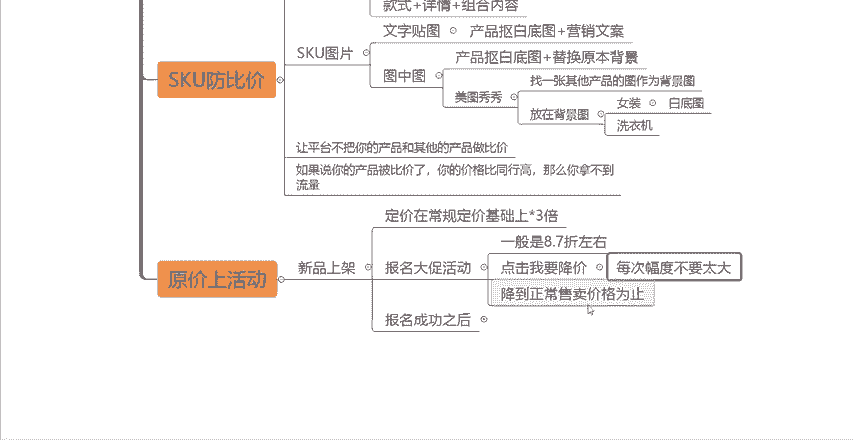 款式+详情+组合内容
文字贴图
产品抠白底图+营销文案
SKU图片
产品抠白底图+替换原本背景
图中图
找一张其他产品的图作为背景图
美图秀秀
女装
白底图
放在背景图
洗衣机
SKU防比价
让平台不把你的产品和其他的产品做比价
如果说你的产品被比价了，你的价格比同行高，那么你拿不到
流量
定价在常规定价基础上*3倍
一般是8.7折左右
新品上架
报名大促活动
点击我要降价
每次幅度不要太大
原价上活动
降到正常售卖价格为止
报名成功之后